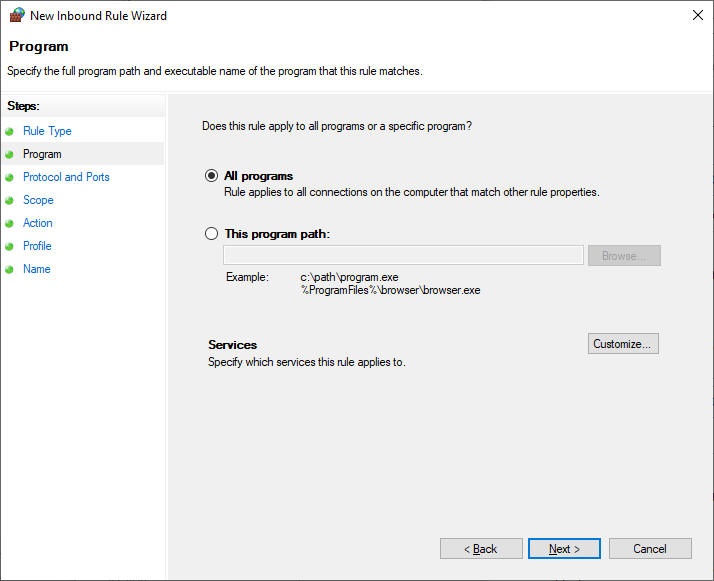 New Inbound Rule Wizard
Program
Specify the full program path and executable name of the program that this rule matches.
Steps:
Rule Type
Program
Protocol and Ports
Scope
Action
Profile
Name
Does this rule apply to all programs or a specific program?
All programs
Rule applies to all connections on the computer that match other rule properties.
This program path:
Browse...
Example:
c:\path\program.exe
%ProgramFiles%\browser\browser.exe
Services
Customize...
Specify which services this rule applies to.
< Back
Next >
Cancel